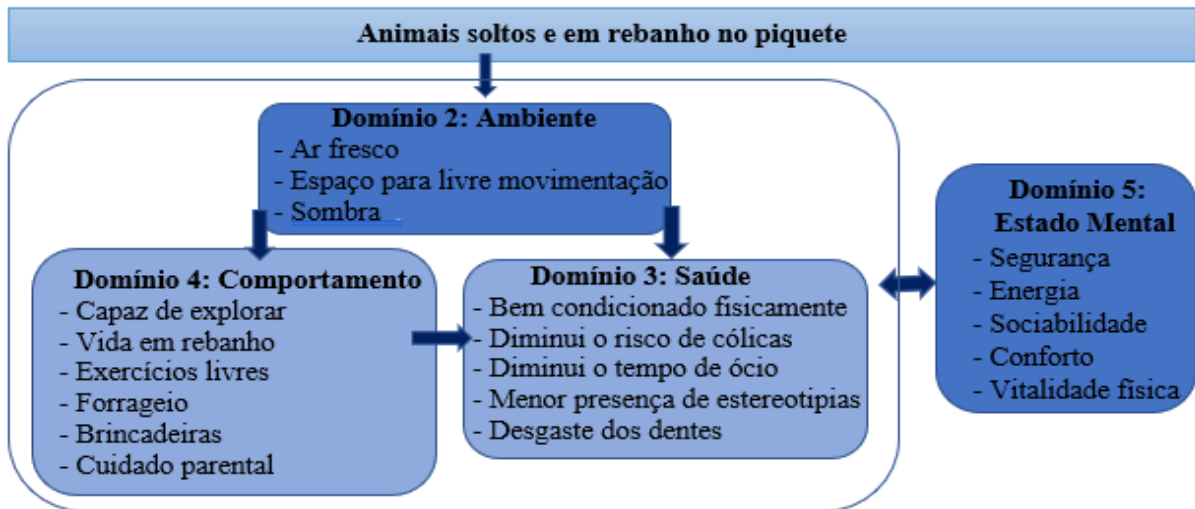 Animais soltos e em rebanho no piquete
Domínio 2: Ambiente
- Ar fresco
- Espaço para livre movimentação
- Sombra
Domínio 4: Comportamento
- Capaz de explorar
- Vida em rebanho
- Exercícios livres
- Forrageio
- Brincadeiras
- Cuidado parental
Domínio 3: Saúde
- Bem condicionado fisicamente
- Diminui o risco de cólicas
- Diminui o tempo de ócio
- Menor presença de estereotipias
- Desgaste dos dentes
Domínio 5:
Estado Mental
- Segurança
- Energia
- Sociabilidade
- Conforto
- Vitalidade física